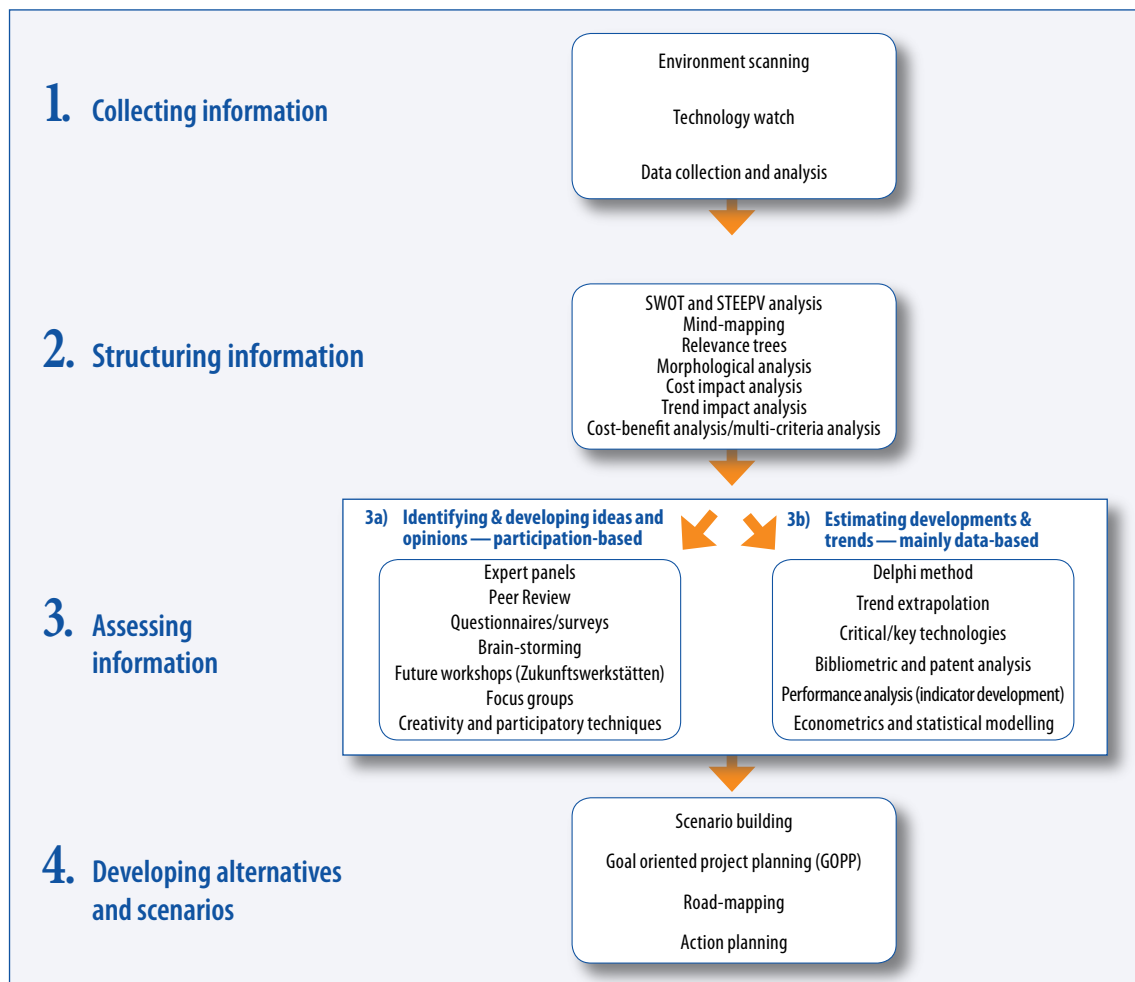 1. Collecting information
Environment scanning
Technology watch
Data collection and analysis
2. Structuring information
SWOT and STEEPV analysis
Mind-mapping
Relevance trees
Morphological analysis
Cost impact analysis
Trend impact analysis
Cost-benefit analysis/multi-criteria analysis
3. Assessing
information
3a) Identifying & developing ideas and
opinions — participation-based
Expert panels
Peer Review
Questionnaires/surveys
Brain-storming
Future workshops (Zukunftswerkstätten)
Focus groups
Creativity and participatory techniques
3b) Estimating developments &
trends — mainly data-based
Delphi method
Trend extrapolation
Critical/key technologies
Bibliometric and patent analysis
Performance analysis (indicator development)
Econometrics and statistical modelling
4. Developing alternatives
and scenarios
Scenario building
Goal oriented project planning (GOPP)
Road-mapping
Action planning